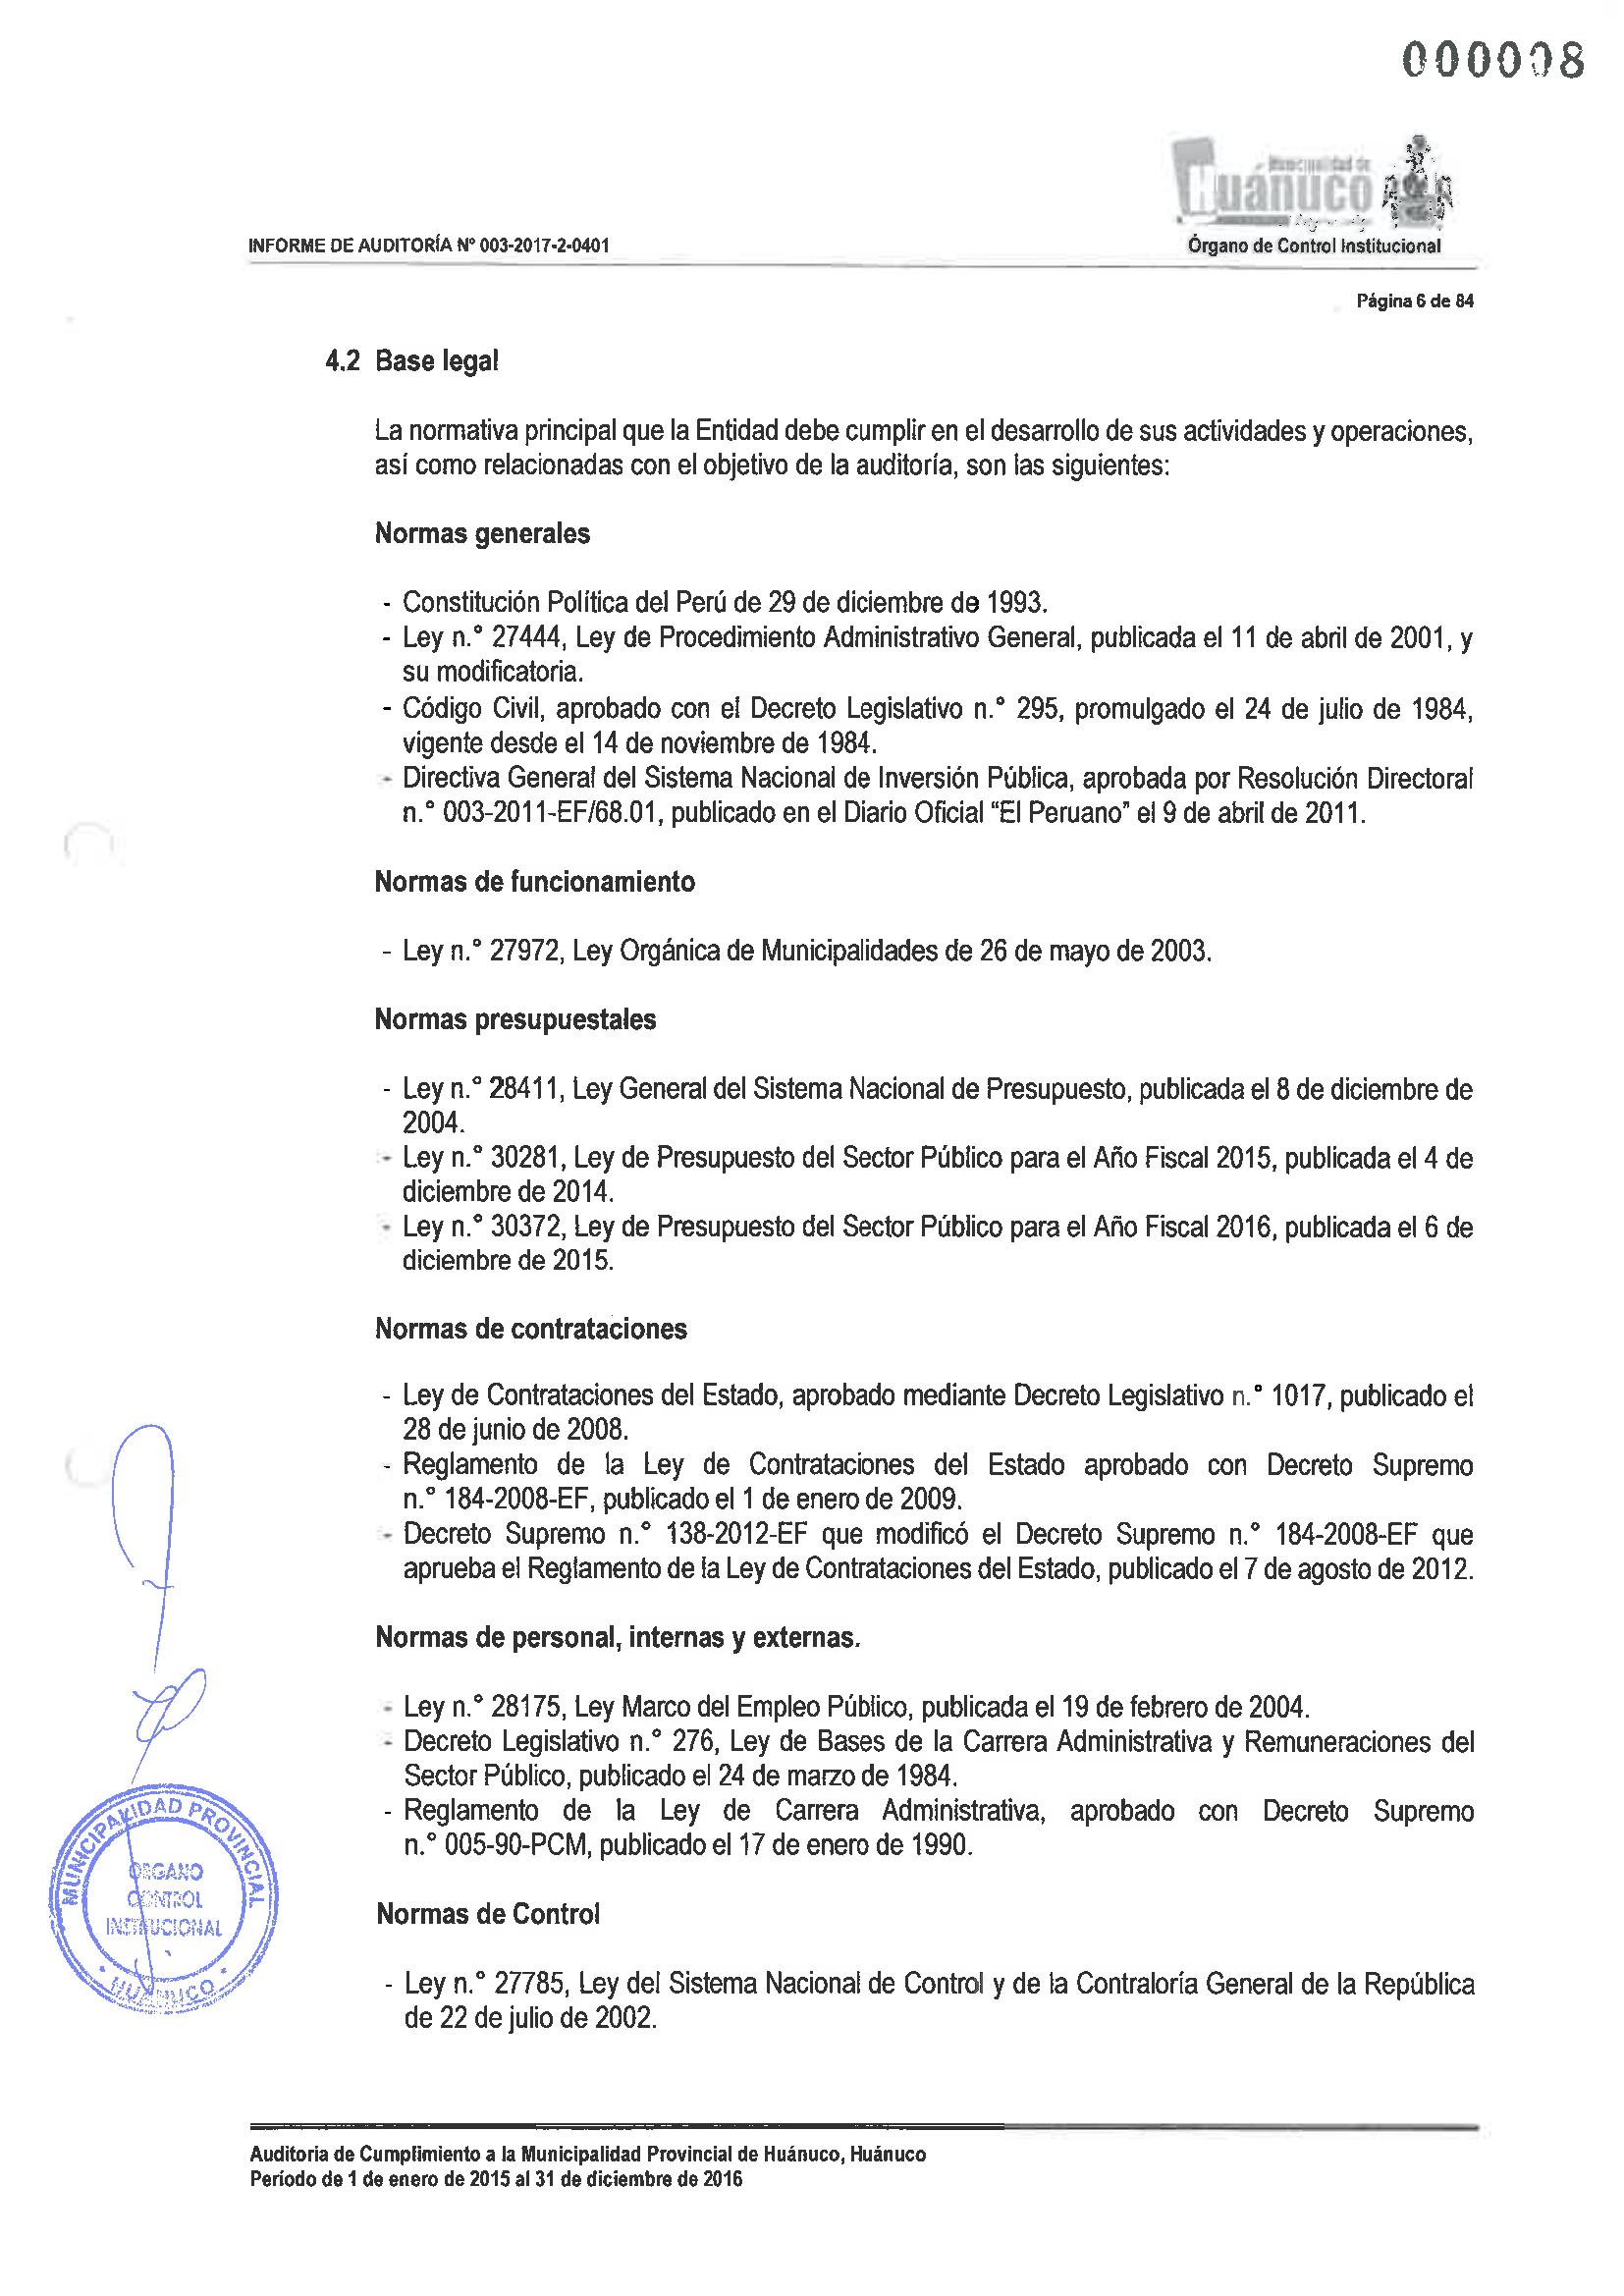 000008
Municipalidad de
Huánuco
INFORME DE AUDITORÍA Nº 003-2017-2-0401
Órgano de Control Institucional
Página 6 de 84
4.2 Base legal
La normativa principal que la Entidad debe cumplir en el desarrollo de sus actividades y operaciones,
así como relacionadas con el objetivo de la auditoría, son las siguientes:
Normas generales
- Constitución Política del Perú de 29 de diciembre de 1993.
- Ley n.° 27444, Ley de Procedimiento Administrativo General, publicada el 11 de abril de 2001, y
su modificatoria.
- Código Civil, aprobado con el Decreto Legislativo n.° 295, promulgado el 24 de julio de 1984,
vigente desde el 14 de noviembre de 1984.
- Directiva General del Sistema Nacional de Inversión Pública, aprobada por Resolución Directoral
n.° 003-2011-EF/68.01, publicado en el Diario Oficial "El Peruano" el 9 de abril de 2011.
Normas de funcionamiento
- Ley n.° 27972, Ley Orgánica de Municipalidades de 26 de mayo de 2003.
Normas presupuestales
- Ley n.° 28411, Ley General del Sistema Nacional de Presupuesto, publicada el 8 de diciembre de
2004.
- Ley n.° 30281, Ley de Presupuesto del Sector Público para el Año Fiscal 2015, publicada el 4 de
diciembre de 2014.
- Ley n.° 30372, Ley de Presupuesto del Sector Público para el Año Fiscal 2016, publicada el 6 de
diciembre de 2015.
Normas de contrataciones
- Ley de Contrataciones del Estado, aprobado mediante Decreto Legislativo n.° 1017, publicado el
28 de junio de 2008.
- Reglamento de la Ley de Contrataciones del Estado aprobado con Decreto Supremo
n.° 184-2008-EF, publicado el 1 de enero de 2009.
- Decreto Supremo n.° 138-2012-EF que modificó el Decreto Supremo n.° 184-2008-EF que
aprueba el Reglamento de la Ley de Contrataciones del Estado, publicado el 7 de agosto de 2012.
Normas de personal, internas y externas.
- Ley n.° 28175, Ley Marco del Empleo Público, publicada el 19 de febrero de 2004.
- Decreto Legislativo n.° 276, Ley de Bases de la Carrera Administrativa y Remuneraciones del
Sector Público, publicado el 24 de marzo de 1984.
- Reglamento de la Ley de Carrera Administrativa, aprobado con Decreto Supremo
n.° 005-90-PCM, publicado el 17 de enero de 1990.
MUNICIPALIDAD PROVINCIAL
ORGANO
CONTROL
INSTITUCIONAL
HUANUCO
Normas de Control
- Ley n.° 27785, Ley del Sistema Nacional de Control y de la Contraloría General de la República
de 22 de julio de 2002.
Auditoria de Cumplimiento a la Municipalidad Provincial de Huánuco, Huánuco
Período de 1 de enero de 2015 al 31 de diciembre de 2016